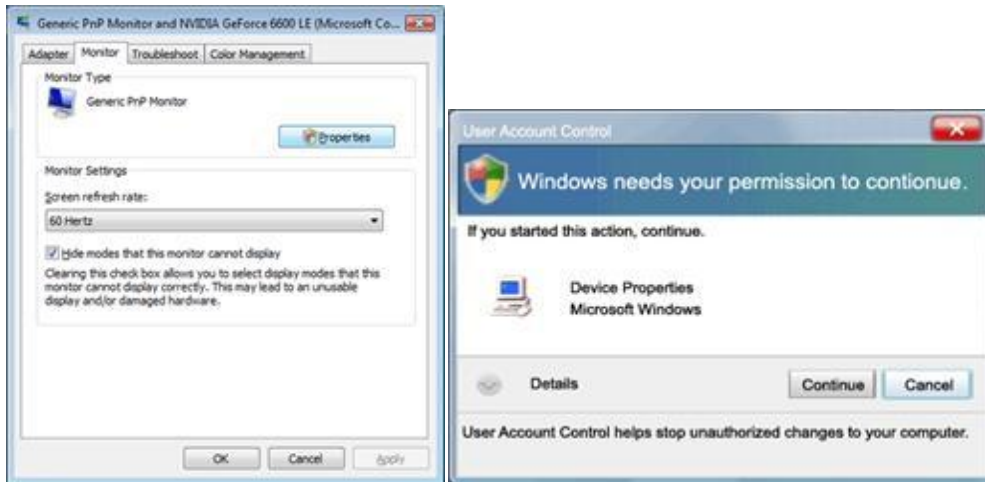 Generic PnP Monitor and NVIDIA GeForce 6600 LE (Microsoft Co...
Adapter Monitor Troubleshoot Color Management
Monitor Type
Generic PnP Monitor
Properties
Monitor Settings
Screen refresh rate:
60 Hertz
Hide modes that this monitor cannot display
Clearing this check box allows you to select display modes that this
monitor cannot display correctly. This may lead to an unusable
display and/or damaged hardware.
OK Cancel Apply
User Account Control
Windows needs your permission to contionue.
If you started this action, continue.
Device Properties
Microsoft Windows
Details Continue Cancel
User Account Control helps stop unauthorized changes to your computer.